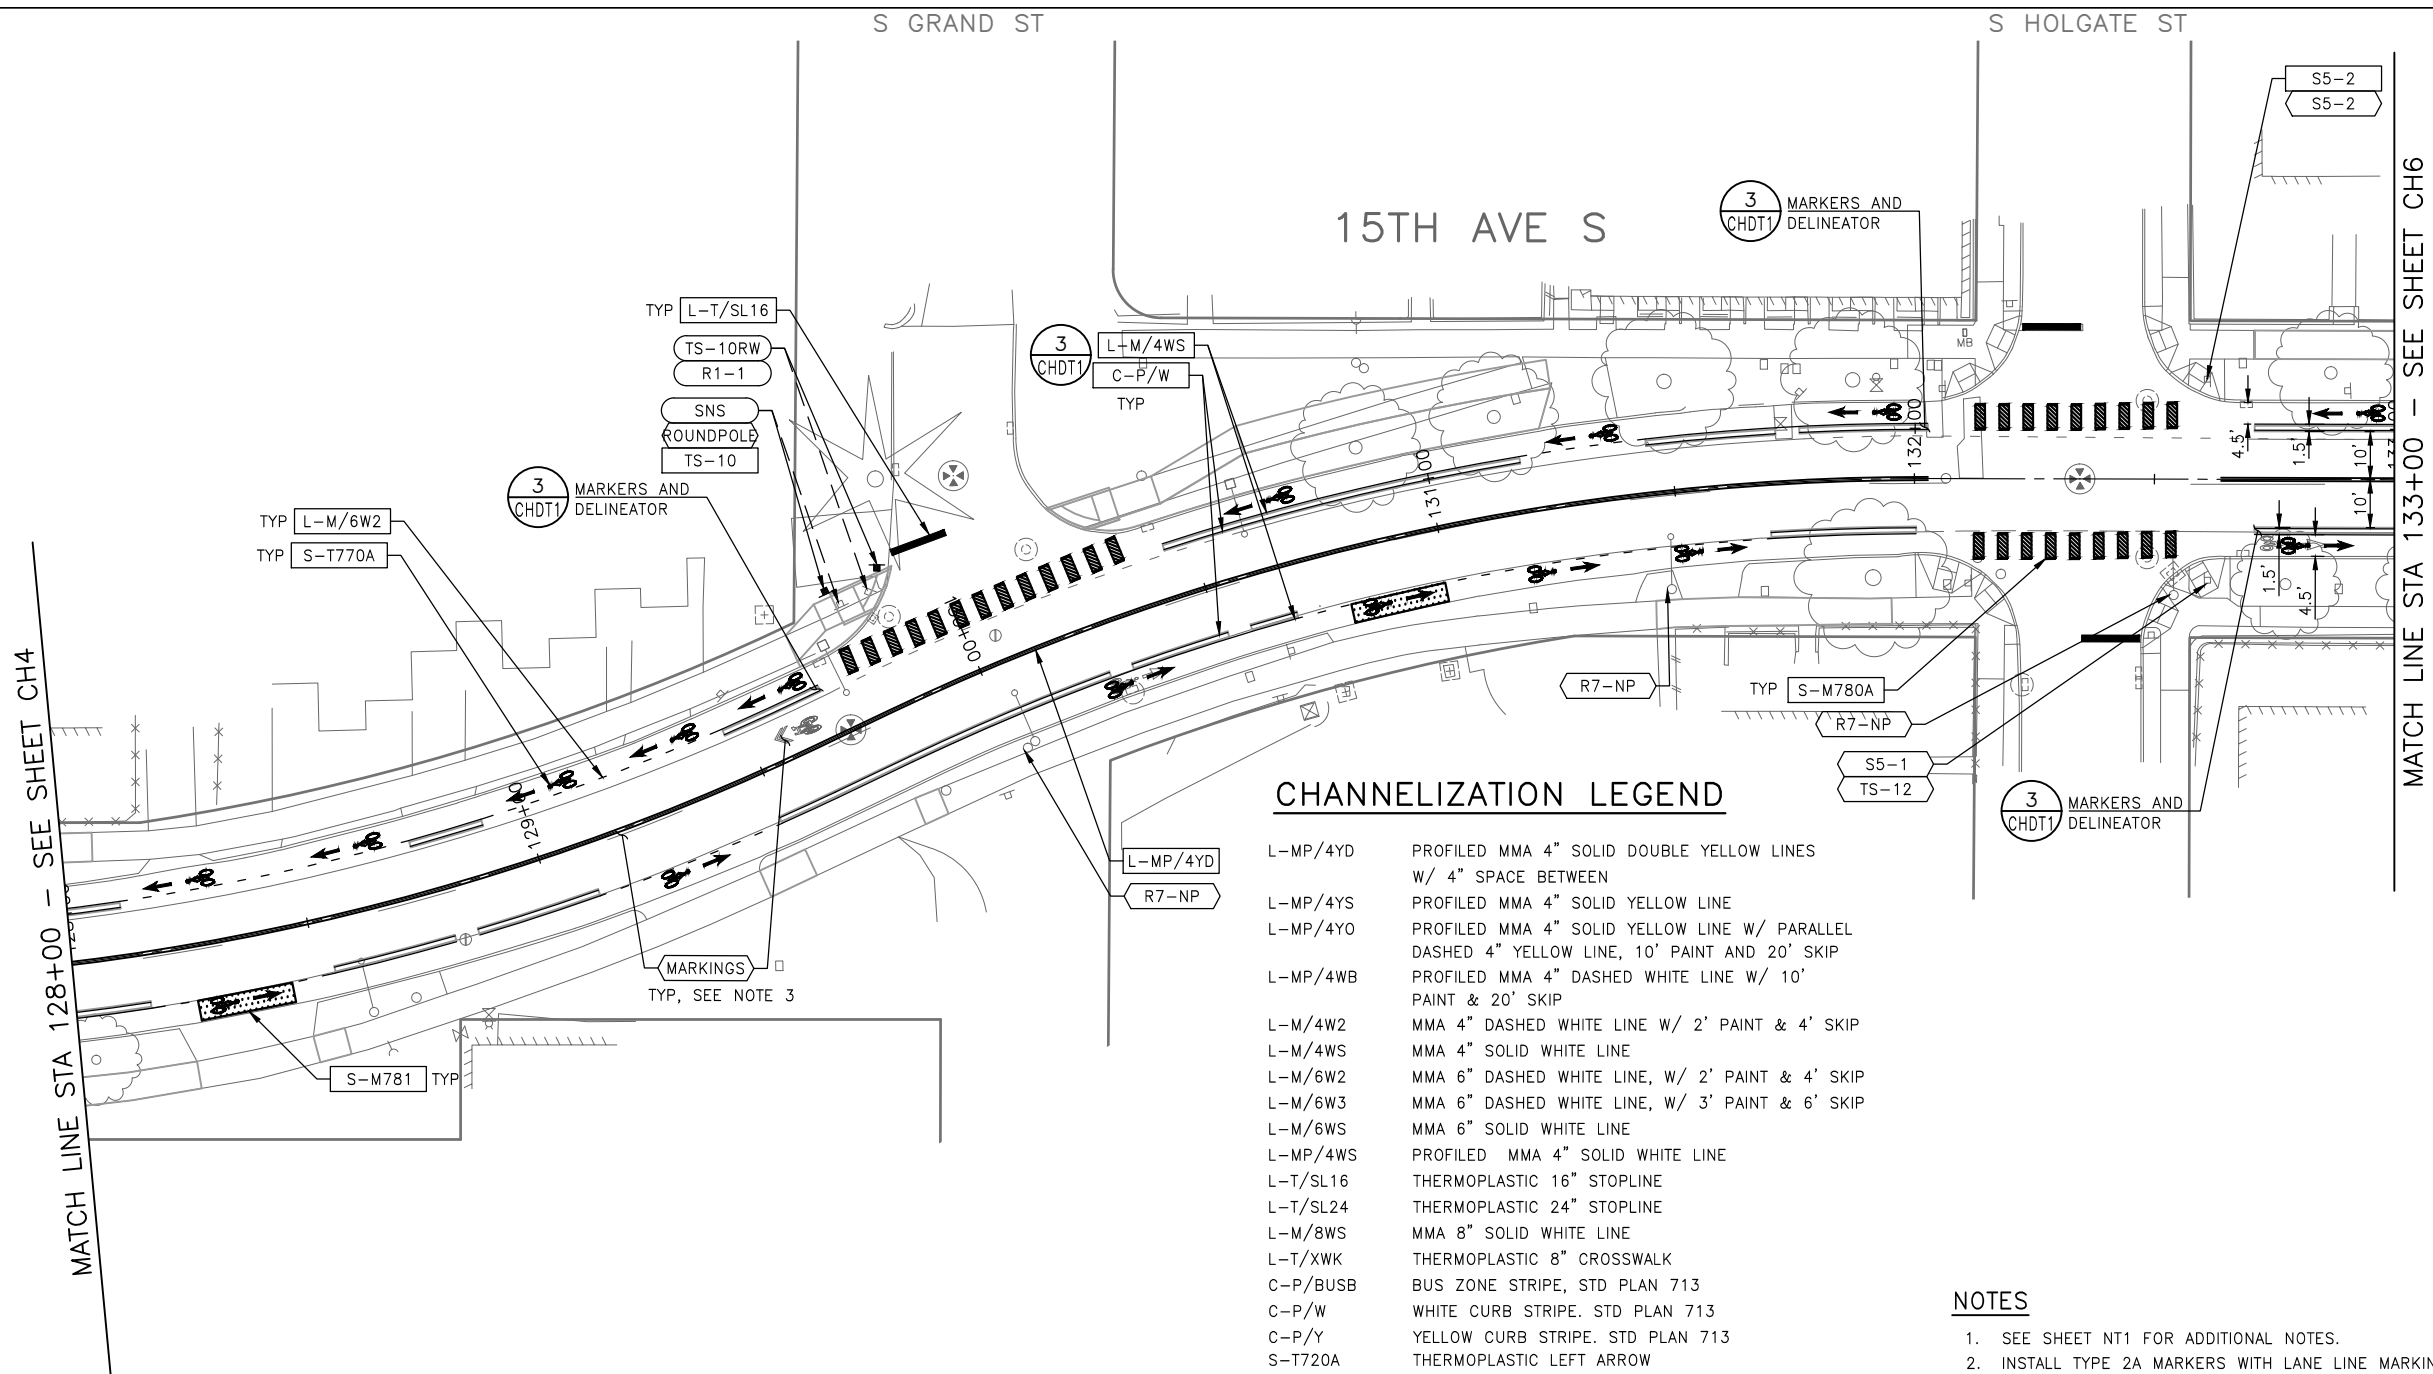 S GRAND ST
S HOLGATE ST
S5-2
S5-2
3
CHDT1
MARKERS AND
DELINEATOR
15TH AVE S
TYP L-T/SL16
TS-10RW
R1-1
SNS
ROUNDPOLE
TS-10
3
CHDT1
L-M/4WS
C-P/W
TYP
MB
3
CHDT1
MARKERS AND
DELINEATOR
TYP L-M/6W2
TYP S-T770A
129+00
131+00
132+00
4.5'
1.5'
10'
10'
1.5'
4.5'
MATCH LINE STA 128+00 - SEE SHEET CH4
MATCH LINE STA 133+00 - SEE SHEET CH6
R7-NP
TYP S-M780A
R7-NP
S5-1
TS-12
3
CHDT1
MARKERS AND
DELINEATOR
L-MP/4YD
R7-NP
MARKINGS
TYP, SEE NOTE 3
S-M781 TYP
CHANNELIZATION LEGEND
L-MP/4YD PROFILED MMA 4" SOLID DOUBLE YELLOW LINES
W/ 4" SPACE BETWEEN
L-MP/4YS PROFILED MMA 4" SOLID YELLOW LINE
L-MP/4YO PROFILED MMA 4" SOLID YELLOW LINE W/ PARALLEL
DASHED 4" YELLOW LINE, 10' PAINT AND 20' SKIP
L-MP/4WB PROFILED MMA 4" DASHED WHITE LINE W/ 10'
PAINT & 20' SKIP
L-M/4W2 MMA 4" DASHED WHITE LINE W/ 2' PAINT & 4' SKIP
L-M/4WS MMA 4" SOLID WHITE LINE
L-M/6W2 MMA 6" DASHED WHITE LINE, W/ 2' PAINT & 4' SKIP
L-M/6W3 MMA 6" DASHED WHITE LINE, W/ 3' PAINT & 6' SKIP
L-M/6WS MMA 6" SOLID WHITE LINE
L-MP/4WS PROFILED MMA 4" SOLID WHITE LINE
L-T/SL16 THERMOPLASTIC 16" STOPLINE
L-T/SL24 THERMOPLASTIC 24" STOPLINE
L-M/8WS MMA 8" SOLID WHITE LINE
L-T/XWK THERMOPLASTIC 8" CROSSWALK
C-P/BUSB BUS ZONE STRIPE, STD PLAN 713
C-P/W WHITE CURB STRIPE. STD PLAN 713
C-P/Y YELLOW CURB STRIPE. STD PLAN 713
S-T720A THERMOPLASTIC LEFT ARROW
NOTES
1. SEE SHEET NT1 FOR ADDITIONAL NOTES.
2. INSTALL TYPE 2A MARKERS WITH LANE LINE MARKIN